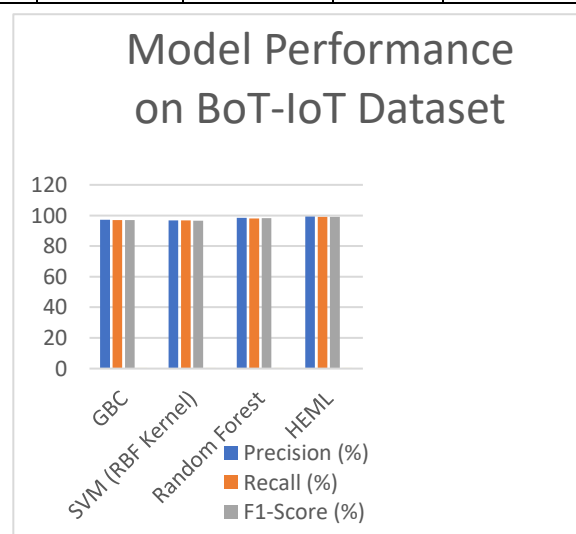 Model Performance
on BoT-IoT Dataset
120
100
80
60
40
20
0
GBC
SVM (RBF Kernel)
Random Forest
HEML
Precision (%)
Recall (%)
F1-Score (%)